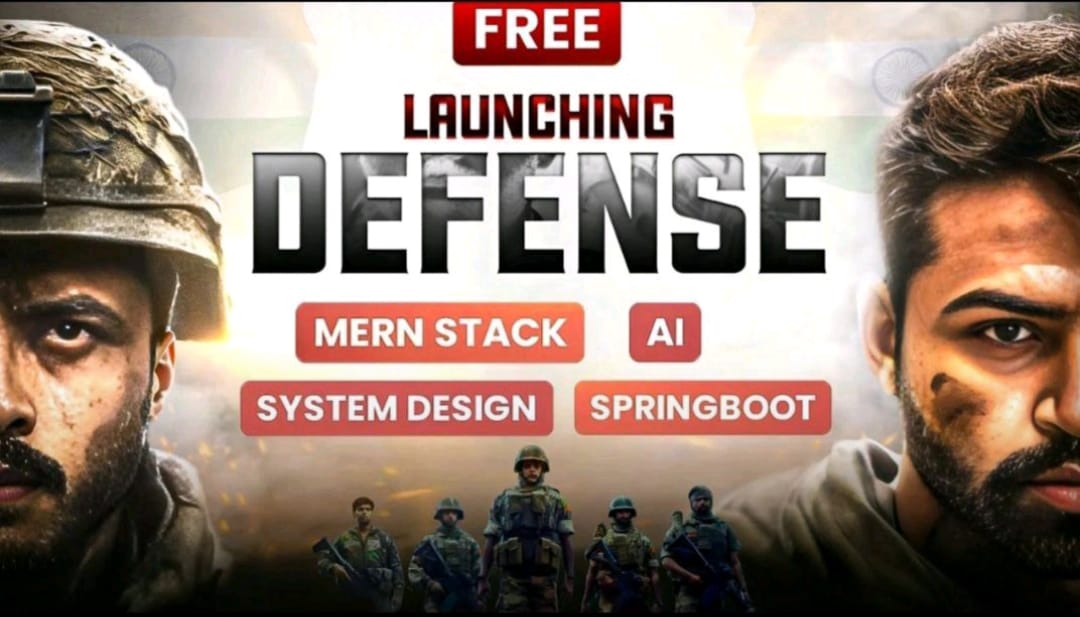 FREE
LAUNCHING
DEFENSE
MERN STACK AI
SYSTEM DESIGN SPRINGBOOT